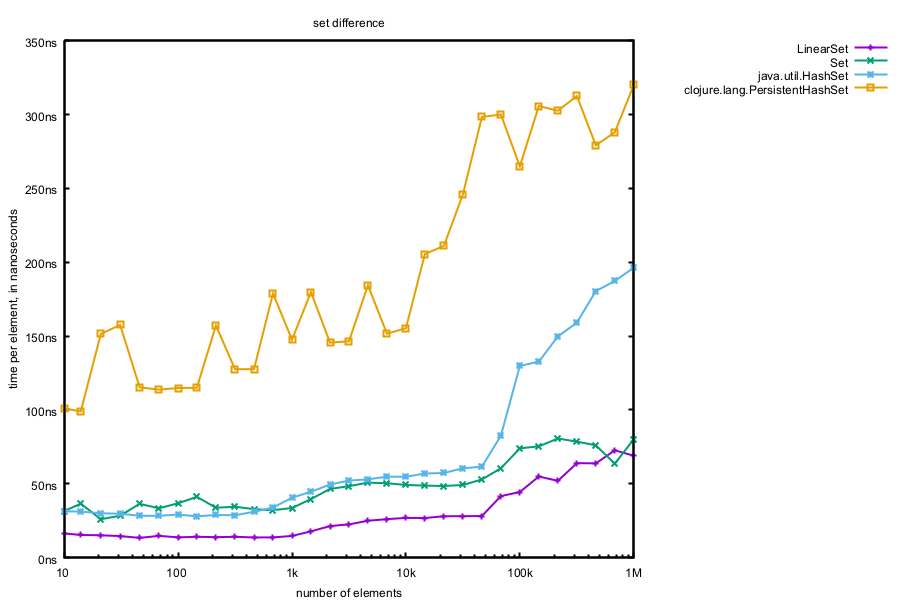 set difference
LinearSet
Set
java.util.HashSet
clojure.lang.PersistentHashSet
350ns
300ns
250ns
200ns
150ns
100ns
50ns
0ns
time per element, in nanoseconds
10
100
1k
10k
100k
1M
number of elements